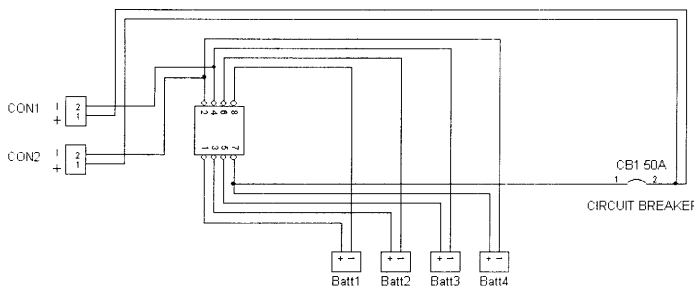 CON1 - 2
+ 1
CON2 - 2
+ 1
2 4 6 8
1 3 5 7
CB1 50A
1 2
CIRCUIT BREAKER
+ - + - + - + -
Batt1 Batt2 Batt3 Batt4